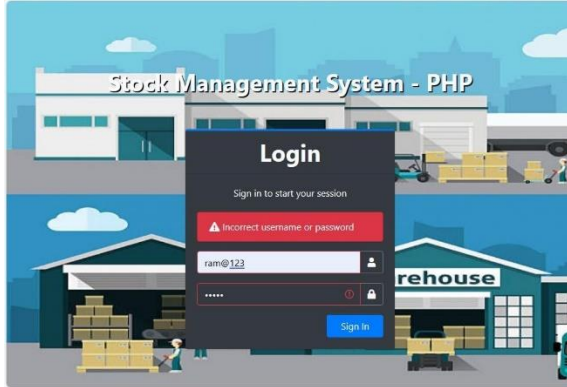 Stock Management System - PHP
Login
Sign in to start your session
Incorrect username or password
ram@123
rehouse
•••••
Sign In